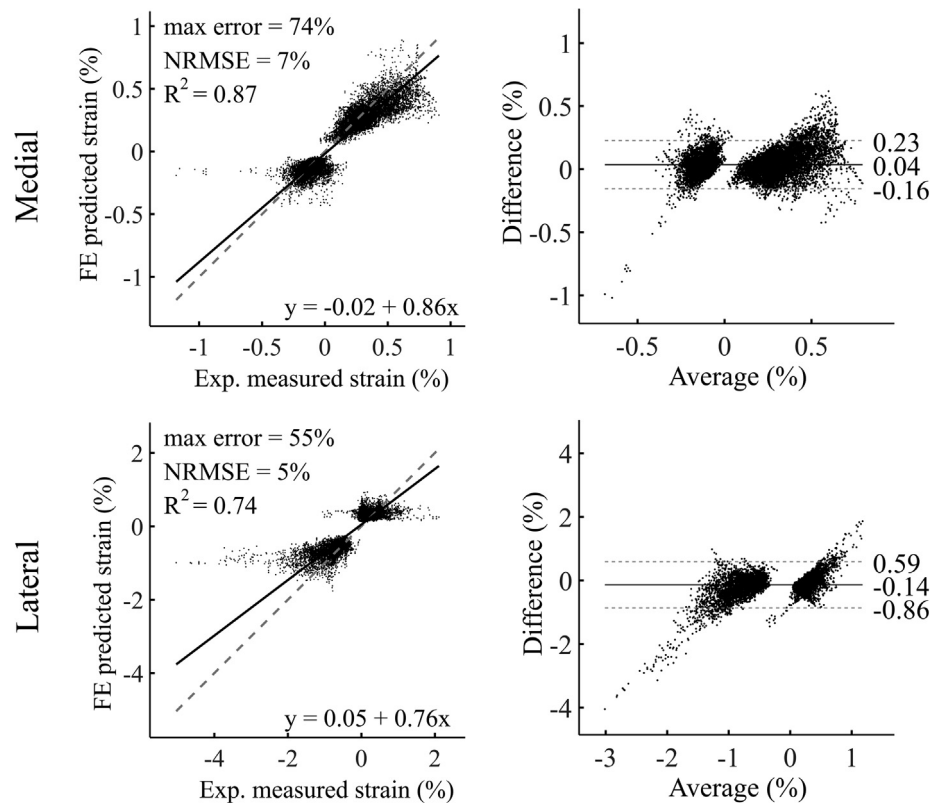 Medial
FE predicted strain (%)
1
0.5
0
-0.5
-1
max error = 74%
NRMSE = 7%
R² = 0.87
y = -0.02 + 0.86x
-1 -0.5 0 0.5 1
Exp. measured strain (%)
Difference (%)
1
0.5
0
-0.5
-1
0.23
0.04
-0.16
-0.5 0 0.5
Average (%)
Lateral
FE predicted strain (%)
2
0
-2
-4
max error = 55%
NRMSE = 5%
R² = 0.74
y = 0.05 + 0.76x
-4 -2 0 2
Exp. measured strain (%)
Difference (%)
4
2
0
-2
-4
0.59
-0.14
-0.86
-3 -2 -1 0 1
Average (%)